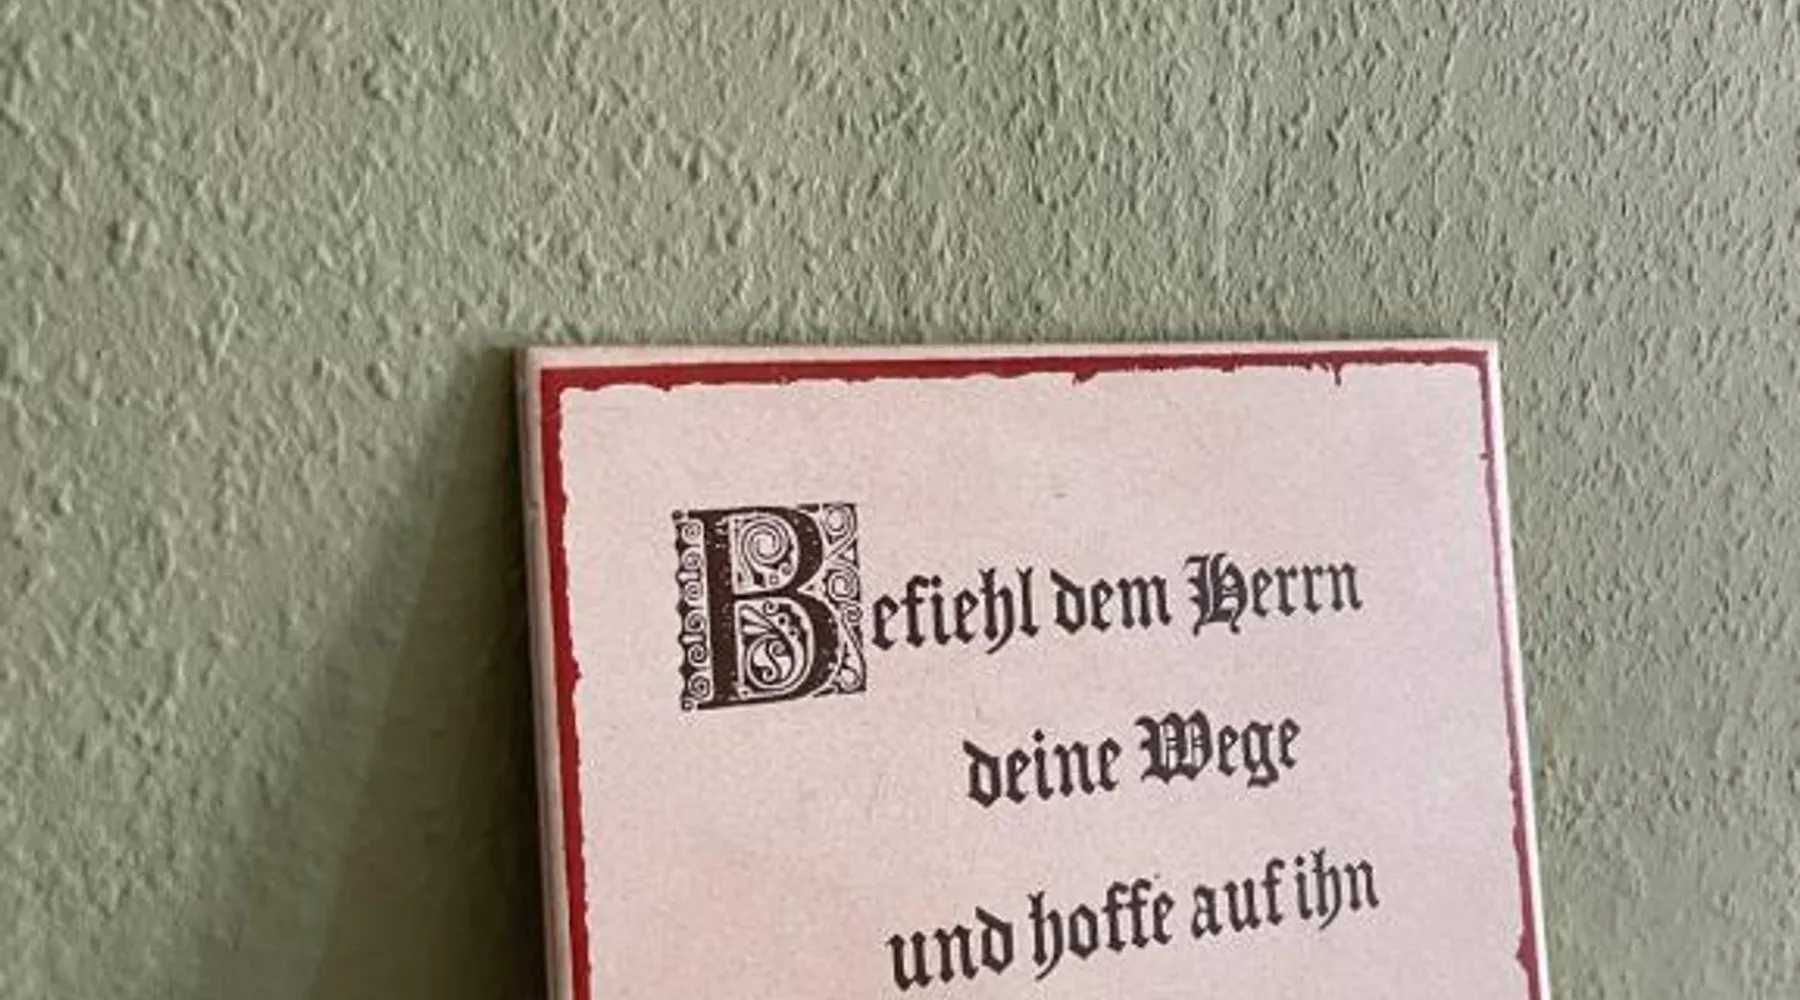 Befiehl dem Herrn
deine Wege
und hoffe auf ihn